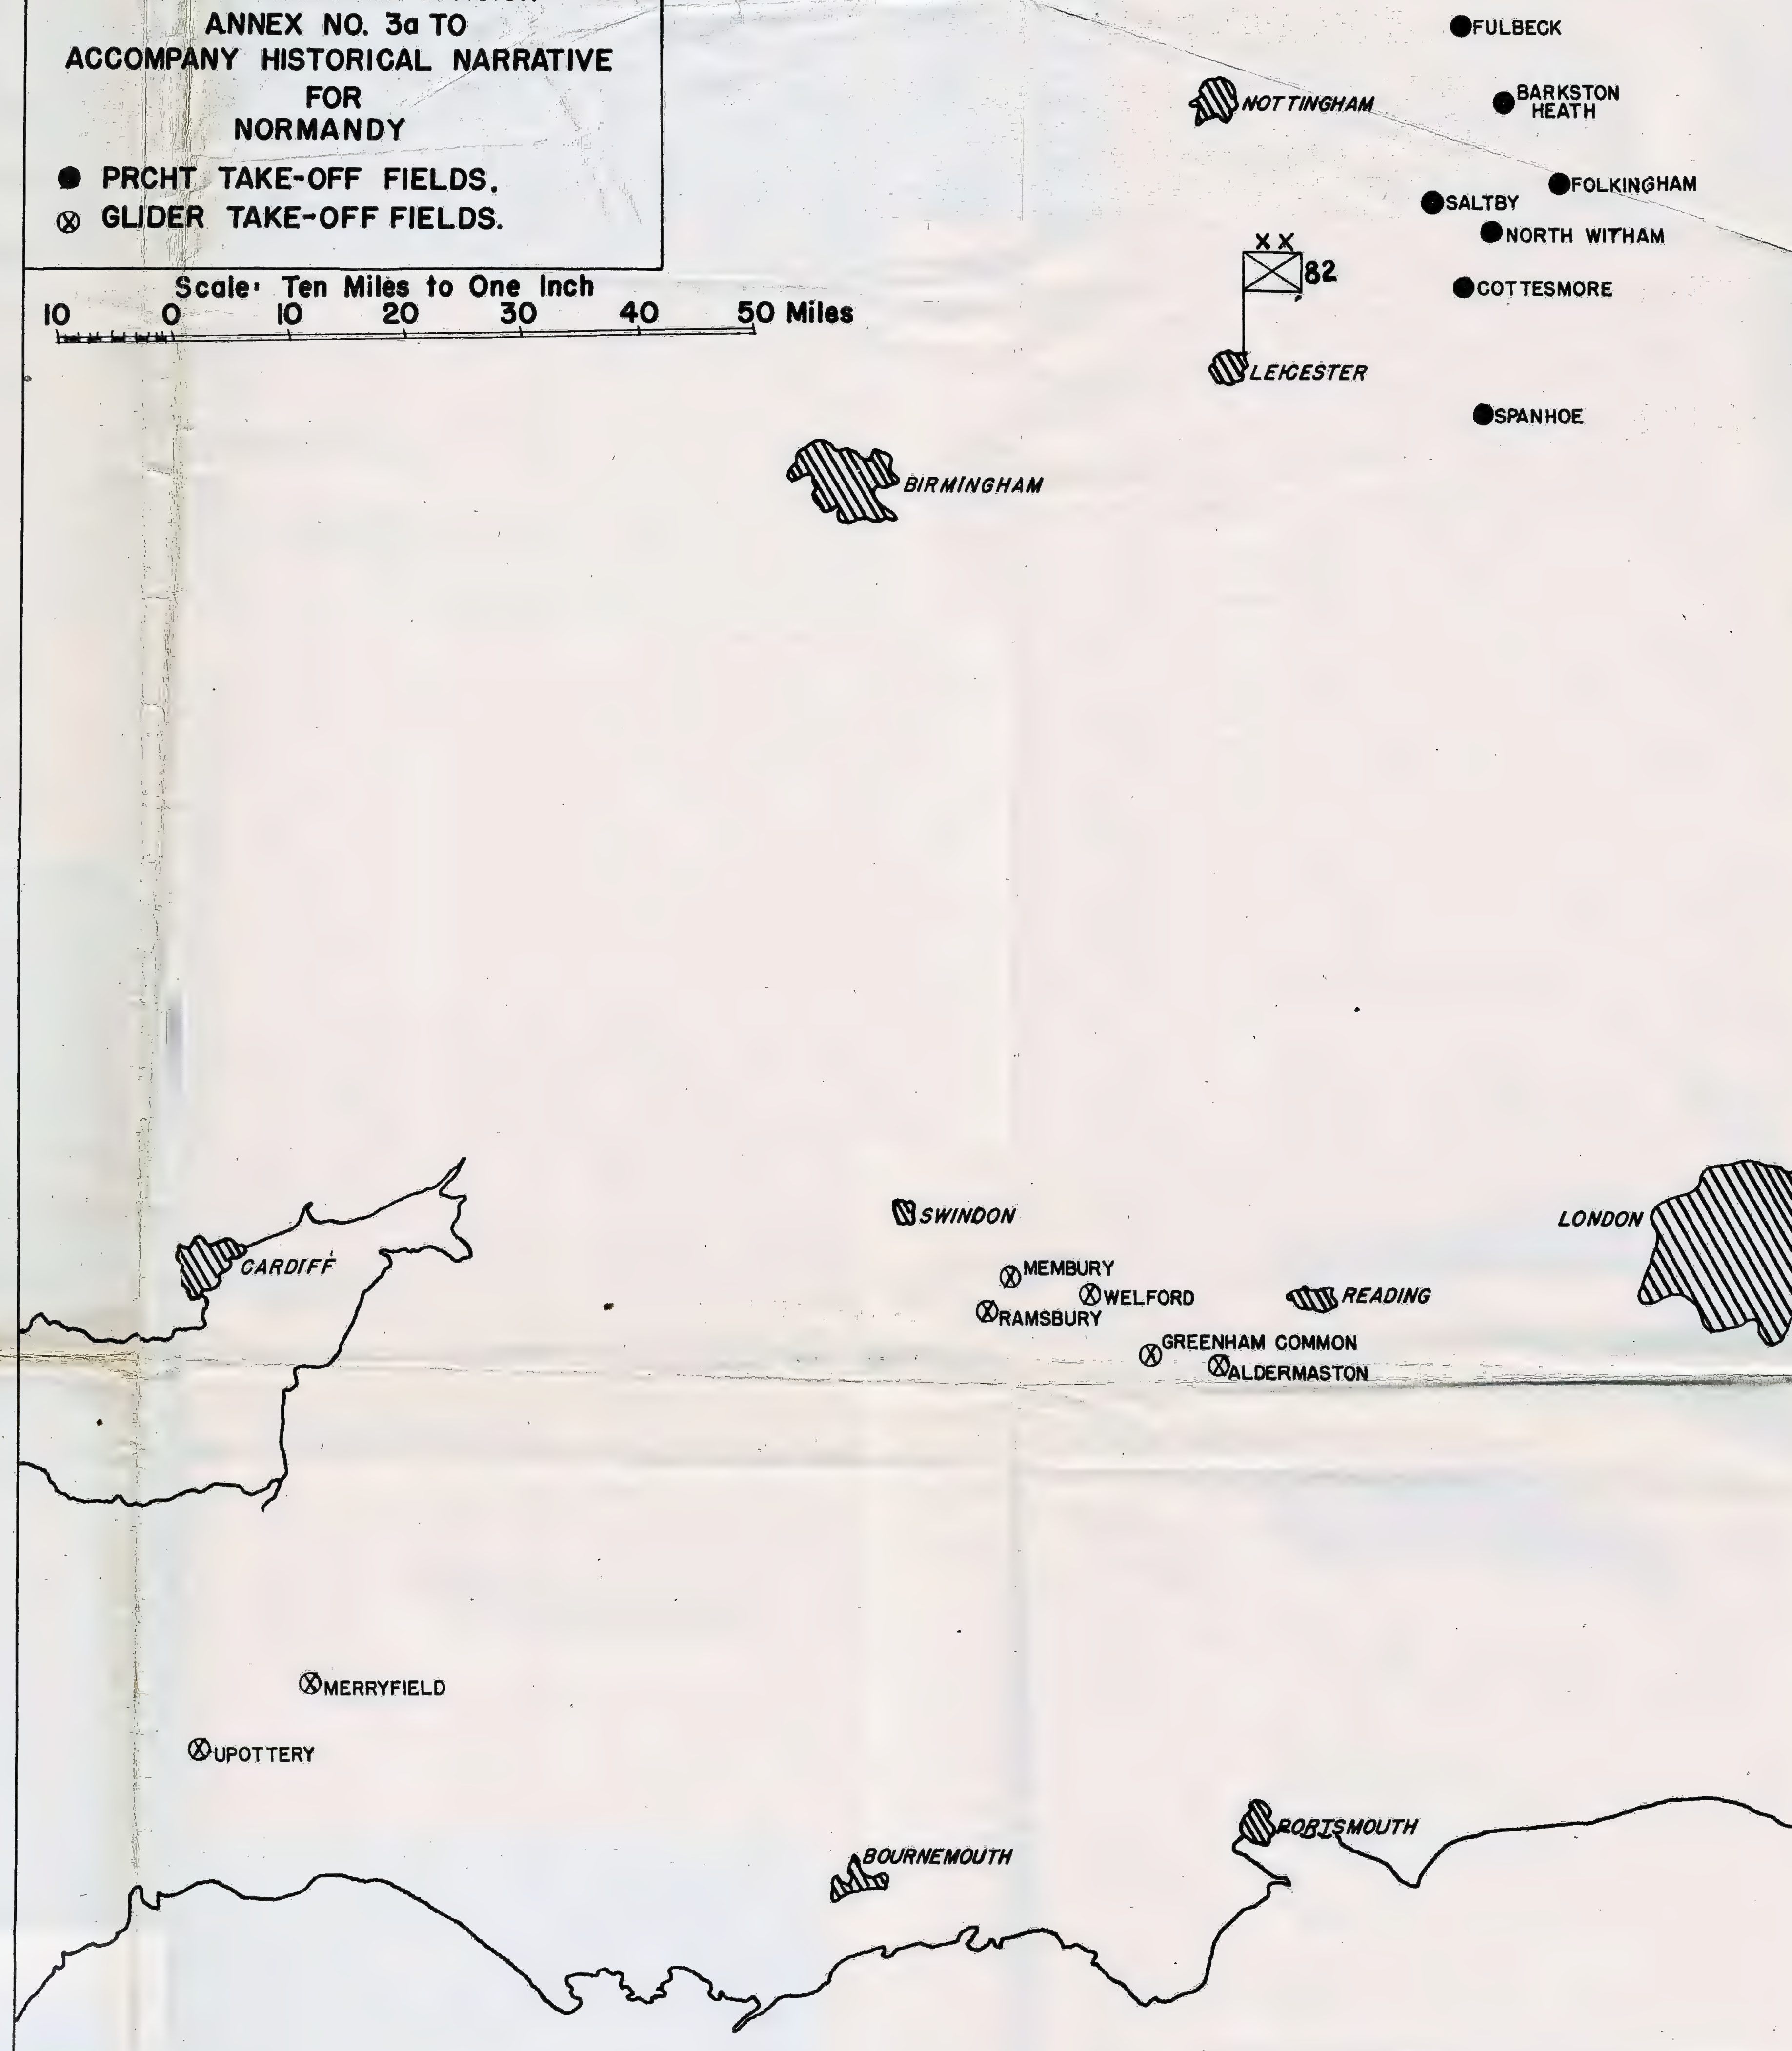 ANNEX NO. 3a TO
ACCOMPANY HISTORICAL NARRATIVE
FOR
NORMANDY
PRCHT TAKE-OFF FIELDS.
GLIDER TAKE-OFF FIELDS.
Scale: Ten Miles to One Inch
10 0 10 20 30 40 50 Miles
FULBECK
NOTTINGHAM
BARKSTON
HEATH
FOLKINGHAM
SALTBY
NORTH WITHAM
XX
82
COTTESMORE
LEICESTER
SPANHOE
BIRMINGHAM
SWINDON
LONDON
CARDIFF
MEMBURY
WELFORD
READING
RAMSBURY
GREENHAM COMMON
ALDERMASTON
MERRYFIELD
UPOTTERY
PORTSMOUTH
BOURNEMOUTH